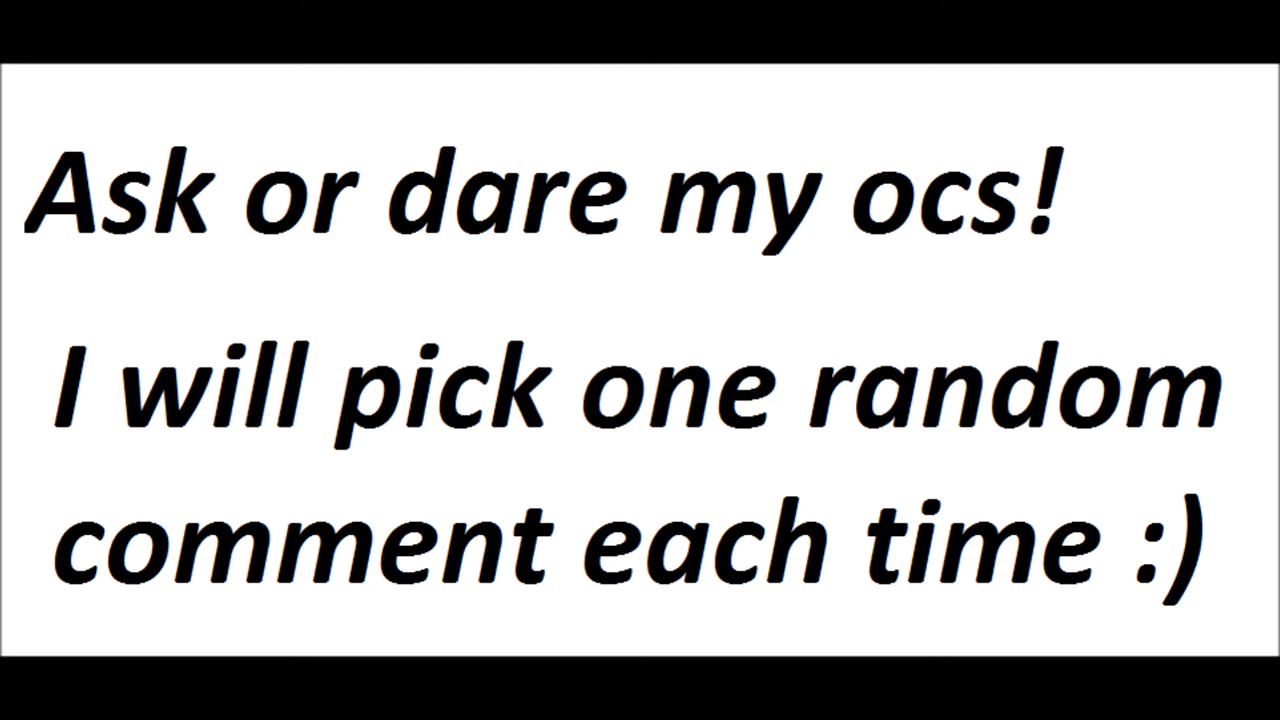 Ask or dare my ocs!
I will pick one random
comment each time :)